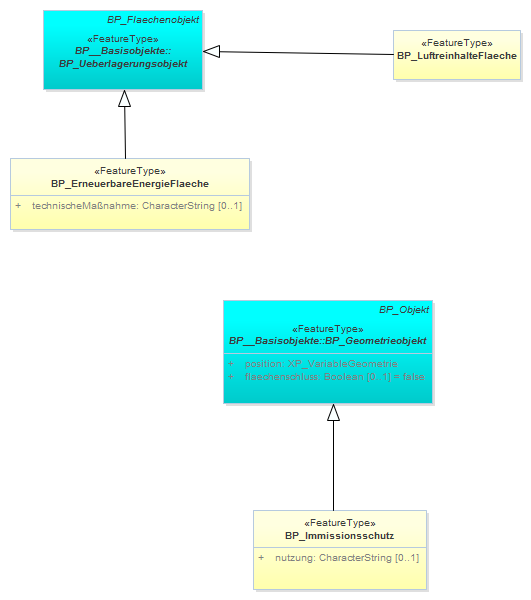 BP_Flaechenobjekt
«FeatureType»
BP__Basisobjekte::
BP_Ueberlagerungsobjekt
«FeatureType»
BP_LuftreinhalteFlaeche
«FeatureType»
BP_ErneuerbareEnergieFlaeche
+ technischeMaßnahme: CharacterString [0..1]
BP_Objekt
«FeatureType»
BP__Basisobjekte::BP_Geometrieobjekt
+ position: XP_VariableGeometrie
+ flaechenschluss: Boolean [0..1] = false
«FeatureType»
BP_Immissionsschutz
+ nutzung: CharacterString [0..1]